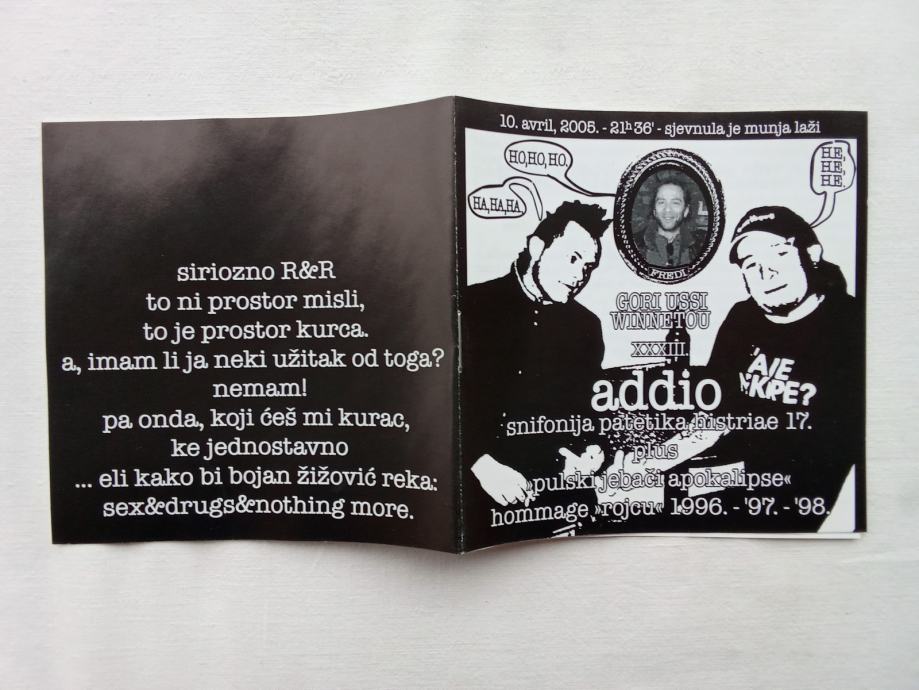 siriozno R&R
to ni prostor misli,
to je prostor kurca.
a, imam li ja neki užitak od toga?
nemam!
pa onda, koji ćeš mi kurac,
ke jednostavno
... eli kako bi bojan žižović reka:
sex&drugs&nothing more.
10. avril, 2005. - 21ʰ 36' - sjevnula je munja laži
HO,HO,HO.
HA,HA,HA
HE,
HE,
HE.
FREDI
GORI USSI
WINNETOU
XXXIII.
addio
snifonija patetika histriae 17.
plus
»pulski jebači apokalipse«
hommage »rojcu« 1996. - '97. - '98.